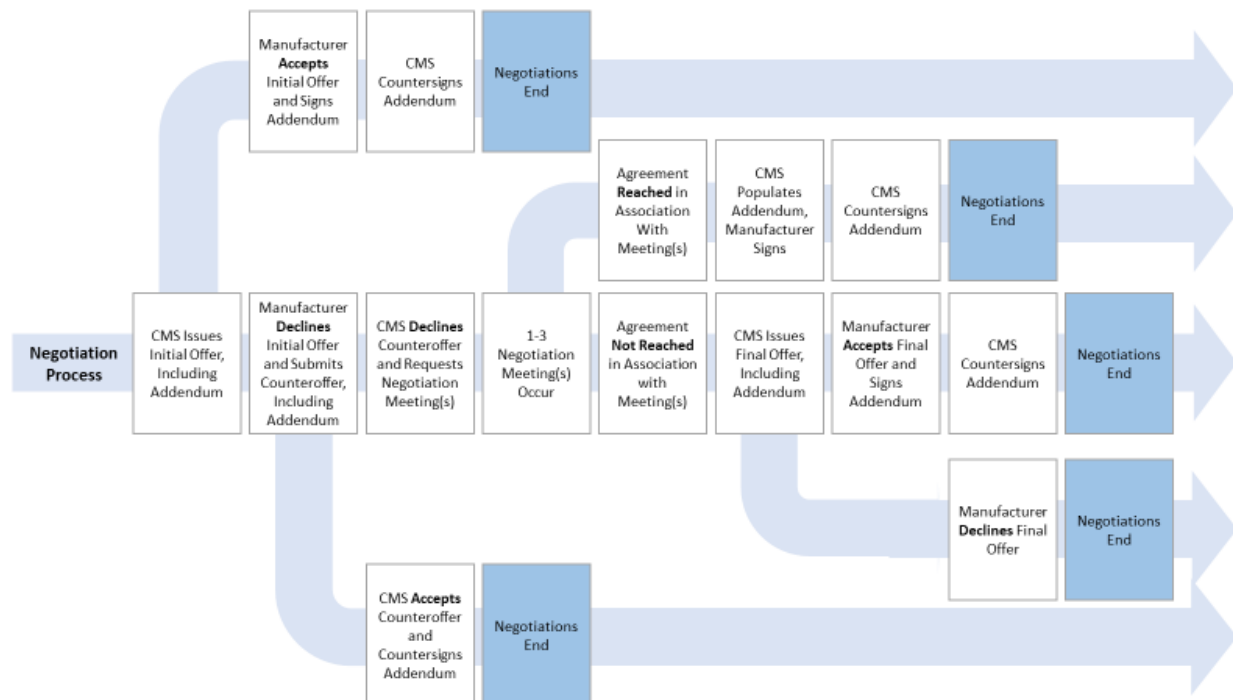 Manufacturer
Accepts
Initial Offer
and Signs
Addendum
CMS
Countersigns
Addendum
Negotiations
End
Agreement
Reached in
Association
With
Meeting(s)
CMS
Populates
Addendum,
Manufacturer
Signs
CMS
Countersigns
Addendum
Negotiations
End
Negotiation
Process
CMS Issues
Initial Offer,
Including
Addendum
Manufacturer
Declines
Initial Offer
and Submits
Counteroffer,
Including
Addendum
CMS Declines
Counteroffer
and Requests
Negotiation
Meeting(s)
1-3
Negotiation
Meeting(s)
Occur
Agreement
Not Reached
in Association
with
Meeting(s)
CMS Issues
Final Offer,
Including
Addendum
Manufacturer
Accepts Final
Offer and
Signs
Addendum
CMS
Countersigns
Addendum
Negotiations
End
Manufacturer
Declines Final
Offer
Negotiations
End
CMS Accepts
Counteroffer
and
Countersigns
Addendum
Negotiations
End